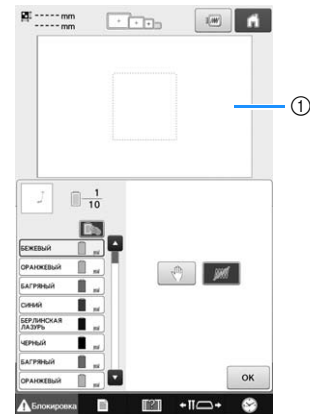 ----- mm
----- mm
①
1
10
БЕЖЕВЫЙ
ОРАНЖЕВЫЙ
БАГРЯНЫЙ
СИНИЙ
БЕРЛИНСКАЯ
ЛАЗУРЬ
ЧЕРНЫЙ
БАГРЯНЫЙ
ОРАНЖЕВЫЙ
OK
Блокировка